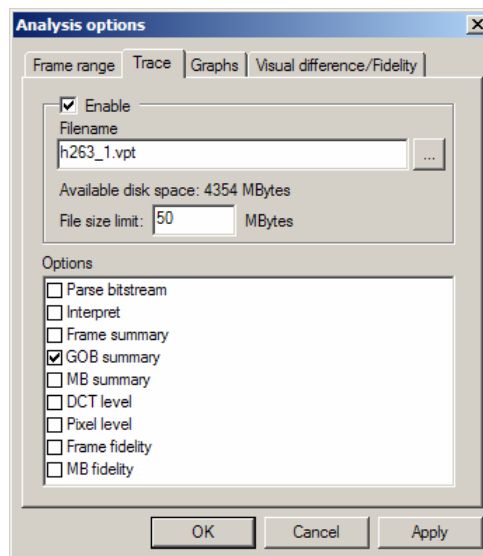 Analysis options
Frame range Trace Graphs Visual difference/Fidelity
Enable
Filename
h263_1.vpt
...
Available disk space: 4354 MBytes
File size limit: 50 MBytes
Options
Parse bitstream
Interpret
Frame summary
GOB summary
MB summary
DCT level
Pixel level
Frame fidelity
MB fidelity
OK Cancel Apply